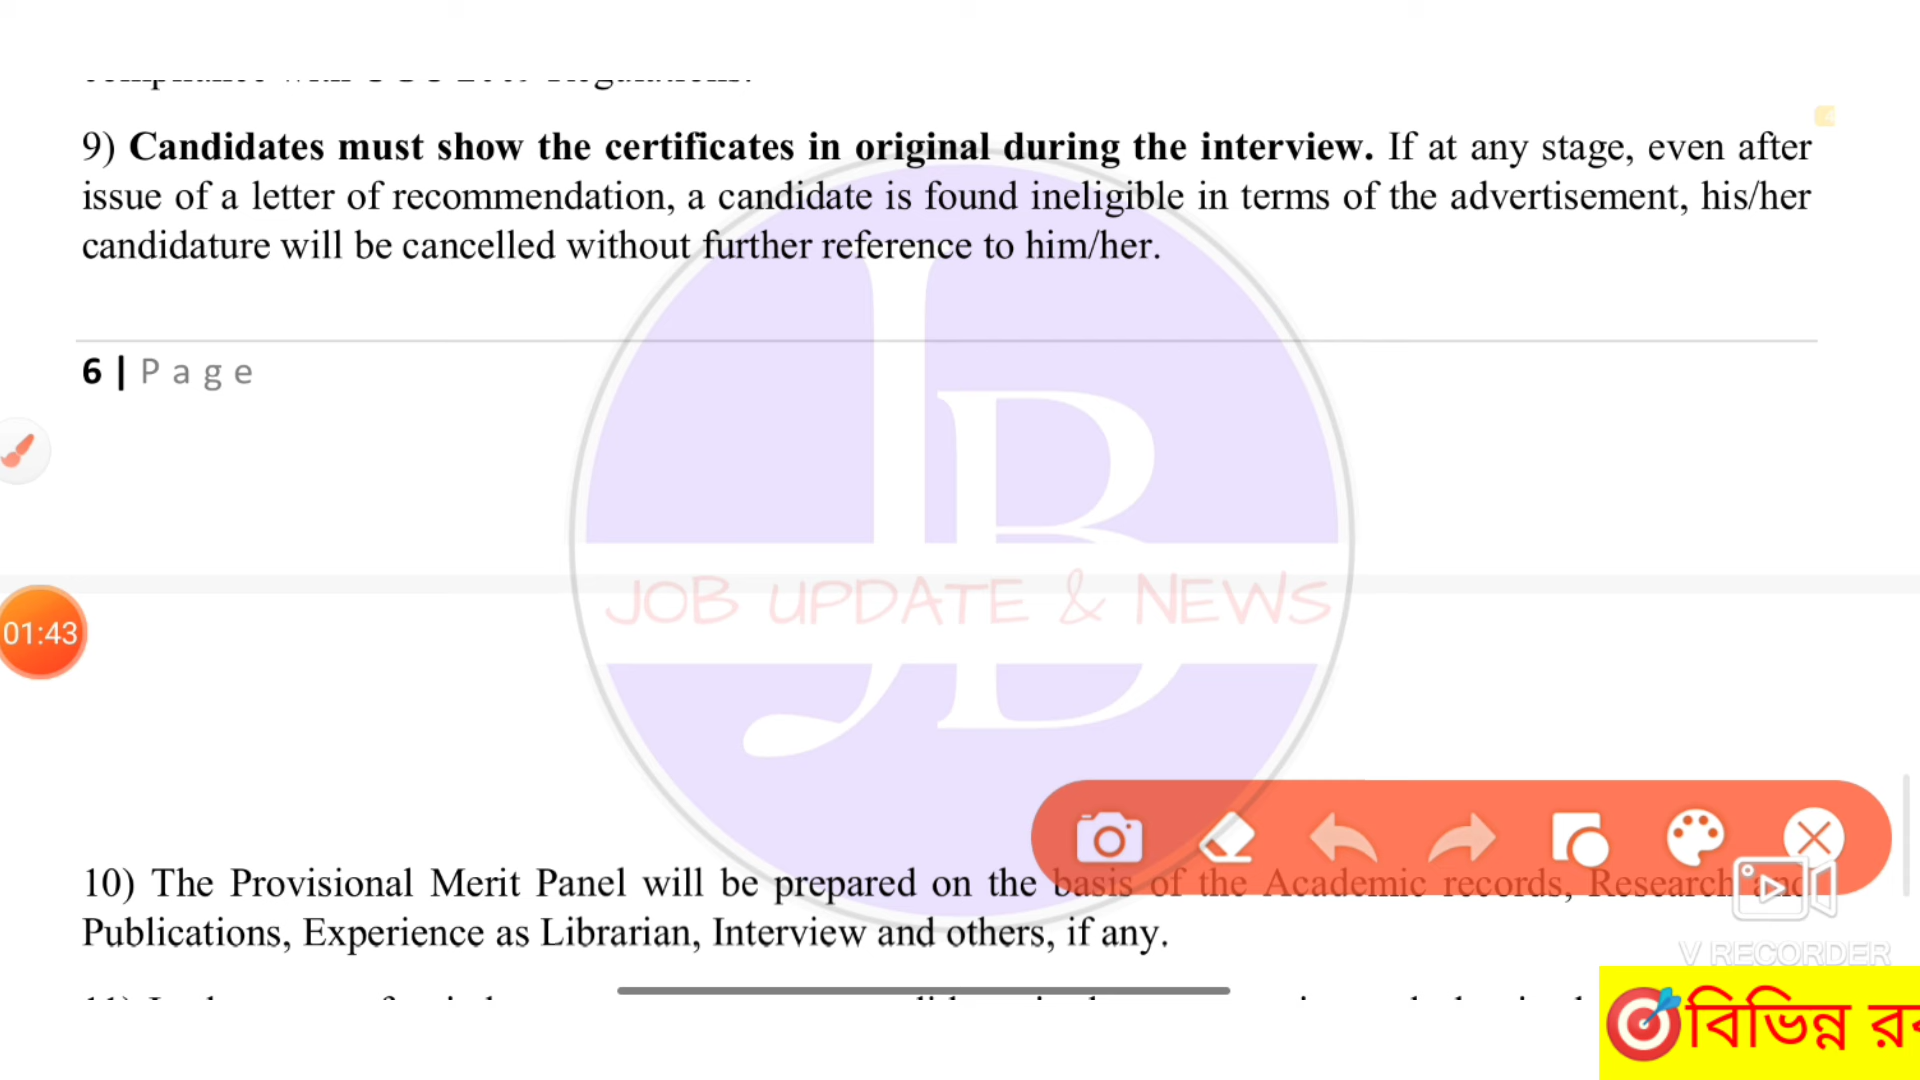 9) Candidates must show the certificates in original during the interview. If at any stage, even after
issue of a letter of recommendation, a candidate is found ineligible in terms of the advertisement, his/her
candidature will be cancelled without further reference to him/her.
6 | Page
JB
JOB UPDATE & NEWS
01:43
10) The Provisional Merit Panel will be prepared on the basis of the Academic records, Research and
Publications, Experience as Librarian, Interview and others, if any.
V RECORDER
বিভিন্ন